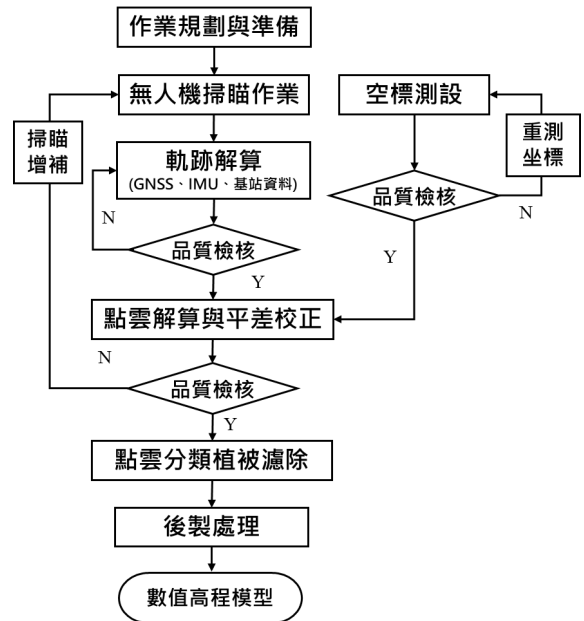 作業規劃與準備
無人機掃瞄作業
空標測設
掃瞄
增補
重測
坐標
軌跡解算
(GNSS、IMU、基站資料)
品質檢核
N
N
品質檢核
Y
Y
點雲解算與平差校正
N
品質檢核
Y
點雲分類植被濾除
後製處理
數值高程模型